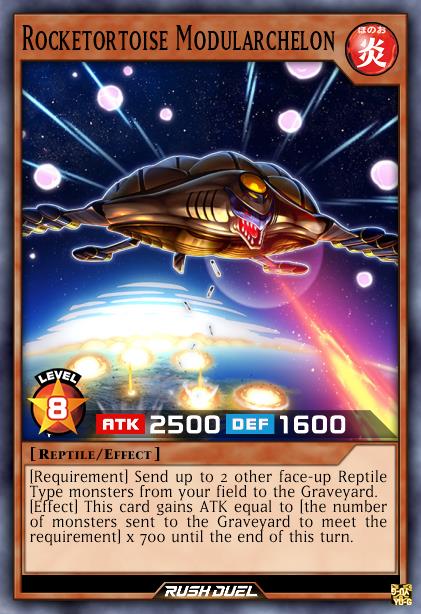 Rocketortoise Modularchelon
ほのお
炎
LEVEL
8
ATK 2500 DEF 1600
[Reptile/Effect]
[Requirement] Send up to 2 other face-up Reptile
Type monsters from your field to the Graveyard.
[Effect] This card gains ATK equal to [the number
of monsters sent to the Graveyard to meet the
requirement] x 700 until the end of this turn.
RUSH DUEL